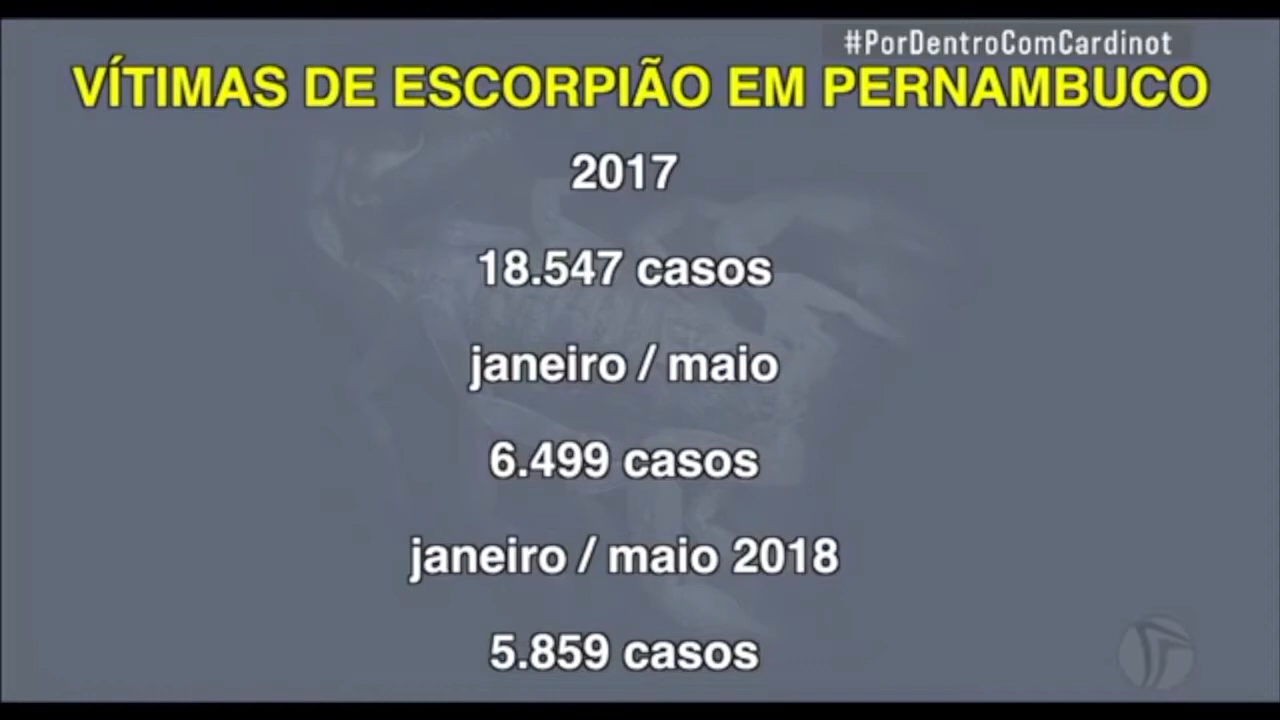 #PorDentroComCardinot
VÍTIMAS DE ESCORPIÃO EM PERNAMBUCO
2017
18.547 casos
janeiro / maio
6.499 casos
janeiro / maio 2018
5.859 casos